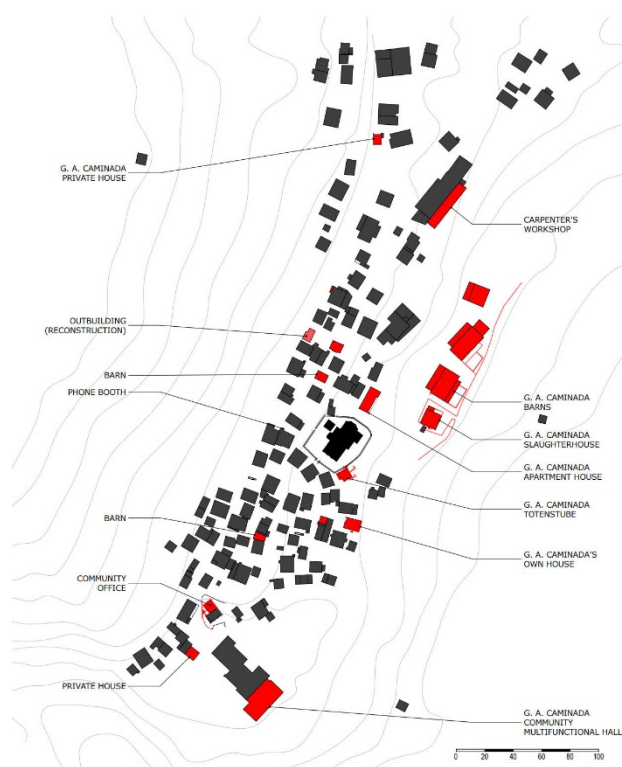 G. A. CAMINADA
PRIVATE HOUSE
CARPENTER'S
WORKSHOP
OUTBUILDING
(RECONSTRUCTION)
BARN
PHONE BOOTH
G. A. CAMINADA
BARNS
G. A. CAMINADA
SLAUGHTERHOUSE
G. A. CAMINADA
APARTMENT HOUSE
G. A. CAMINADA
TOTENSTUBE
BARN
G. A. CAMINADA'S
OWN HOUSE
COMMUNITY
OFFICE
PRIVATE HOUSE
G. A. CAMINADA
COMMUNITY
MULTIFUNCTIONAL HALL
0 20 40 60 80 100